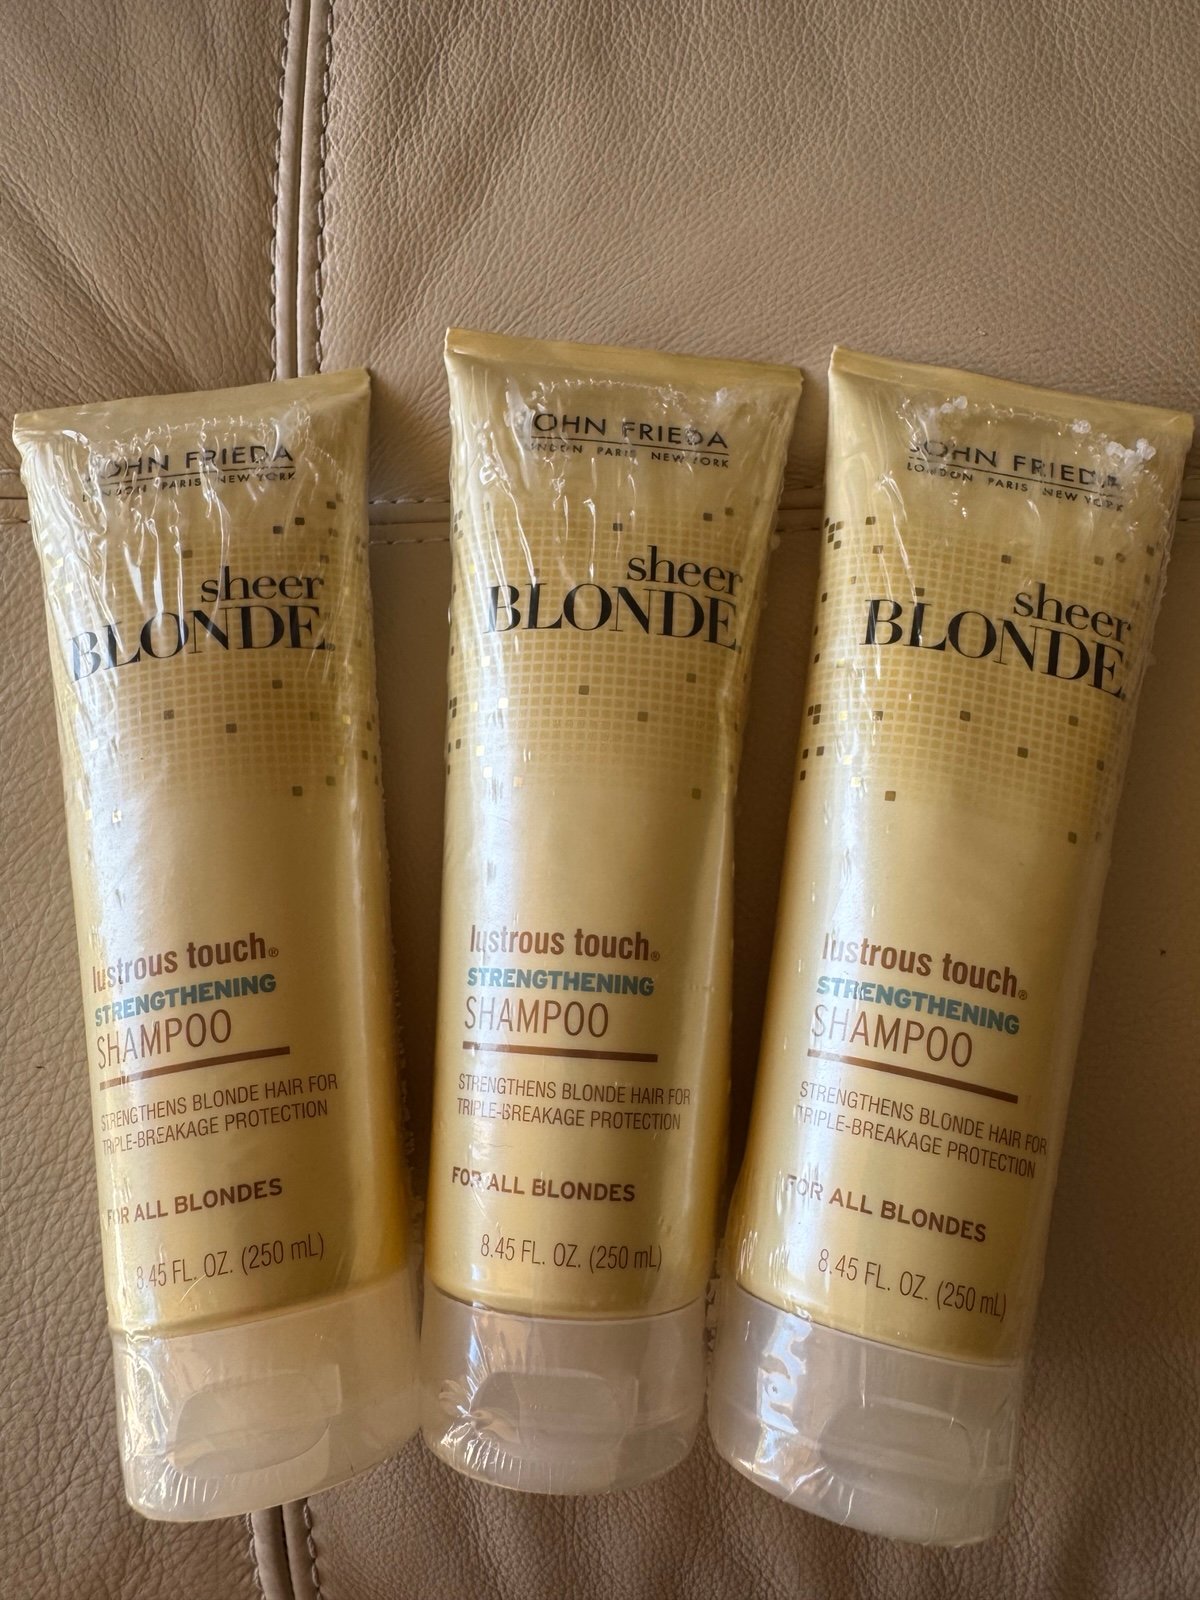 JOHN FRIEDA
LONDON PARIS NEW YORK
sheer
BLONDE®
lustrous touch®
STRENGTHENING
SHAMPOO
STRENGTHENS BLONDE HAIR FOR
TRIPLE-BREAKAGE PROTECTION
FOR ALL BLONDES
8.45 FL. OZ. (250 mL)
JOHN FRIEDA
LONDON PARIS NEW YORK
sheer
BLONDE
lustrous touch®
STRENGTHENING
SHAMPOO
STRENGTHENS BLONDE HAIR FOR
TRIPLE-BREAKAGE PROTECTION
FOR ALL BLONDES
8.45 FL. OZ. (250 mL)
JOHN FRIEDA
LONDON PARIS NEW YORK
sheer
BLONDE
lustrous touch®
STRENGTHENING
SHAMPOO
STRENGTHENS BLONDE HAIR FOR
TRIPLE-BREAKAGE PROTECTION
FOR ALL BLONDES
8.45 FL. OZ. (250 mL)